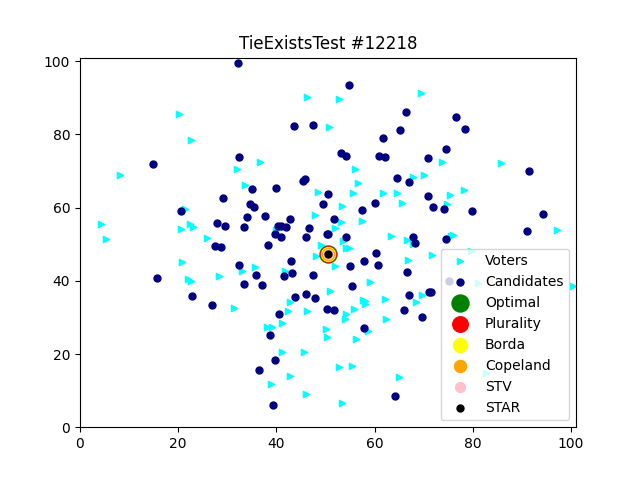 TieExistsTest #12218
100
80
60
40
20
0
0 20 40 60 80 100
Voters
Candidates
Optimal
Plurality
Borda
Copeland
STV
STAR